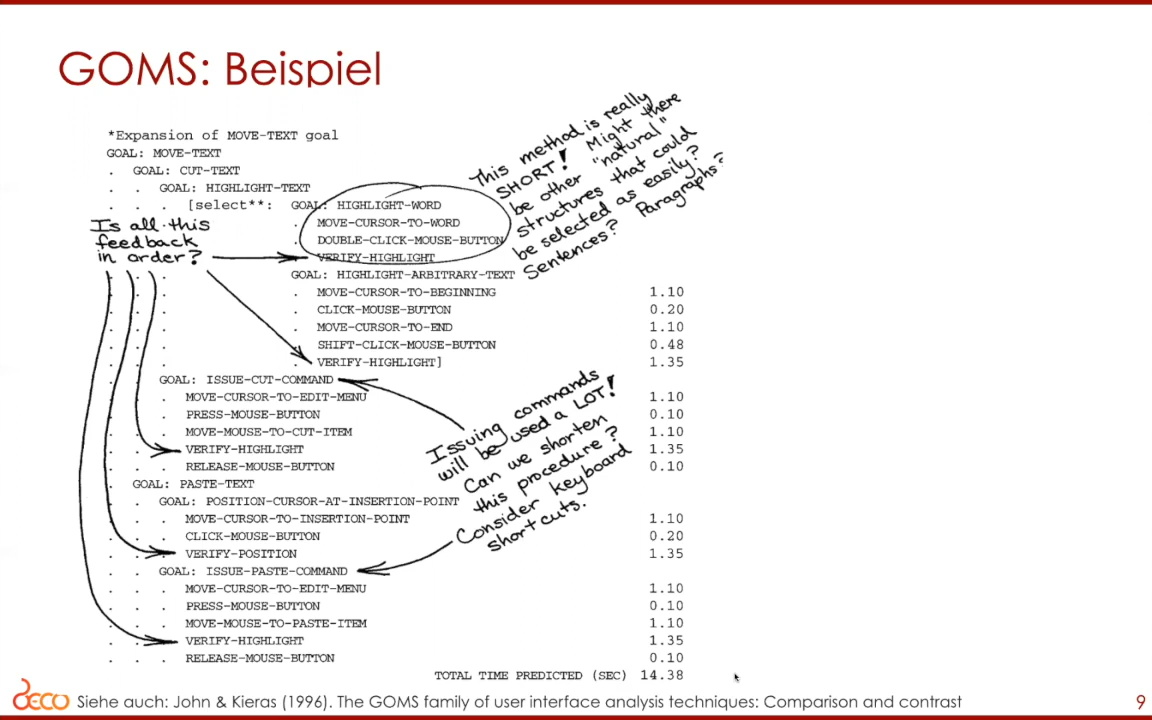 GOMS: Beispiel
*Expansion of MOVE-TEXT goal
GOAL: MOVE-TEXT
. GOAL: CUT-TEXT
. . GOAL: HIGHLIGHT-TEXT
. . . [select**: GOAL: HIGHLIGHT-WORD
. MOVE-CURSOR-TO-WORD
. DOUBLE-CLICK-MOUSE-BUTTON
. VERIFY-HIGHLIGHT
GOAL: HIGHLIGHT-ARBITRARY-TEXT
. . . . MOVE-CURSOR-TO-BEGINNING 1.10
. . . . CLICK-MOUSE-BUTTON 0.20
. . . . MOVE-CURSOR-TO-END 1.10
. . . . SHIFT-CLICK-MOUSE-BUTTON 0.48
. . . . VERIFY-HIGHLIGHT] 1.35
. . GOAL: ISSUE-CUT-COMMAND
. . . MOVE-CURSOR-TO-EDIT-MENU 1.10
. . . PRESS-MOUSE-BUTTON 0.10
. . . MOVE-MOUSE-TO-CUT-ITEM 1.10
. . . VERIFY-HIGHLIGHT 1.35
. . . RELEASE-MOUSE-BUTTON 0.10
. GOAL: PASTE-TEXT
. . GOAL: POSITION-CURSOR-AT-INSERTION-POINT
. . . MOVE-CURSOR-TO-INSERTION-POINT 1.10
. . . CLICK-MOUSE-BUTTON 0.20
. . . VERIFY-POSITION 1.35
. . GOAL: ISSUE-PASTE-COMMAND
. . . MOVE-CURSOR-TO-EDIT-MENU 1.10
. . . PRESS-MOUSE-BUTTON 0.10
. . . MOVE-MOUSE-TO-PASTE-ITEM 1.10
. . . VERIFY-HIGHLIGHT 1.35
. . . RELEASE-MOUSE-BUTTON 0.10
TOTAL TIME PREDICTED (SEC) 14.38
This method is really
SHORT! Might there
be other "natural"
structures that could
be selected as easily?
Sentences? Paragraphs?
Is all this
feedback
in order?
Issuing commands
will be used a LOT!
Can we shorten
this procedure?
Consider keyboard
short cuts.
DECO Siehe auch: John & Kieras (1996). The GOMS family of user interface analysis techniques: Comparison and contrast
9